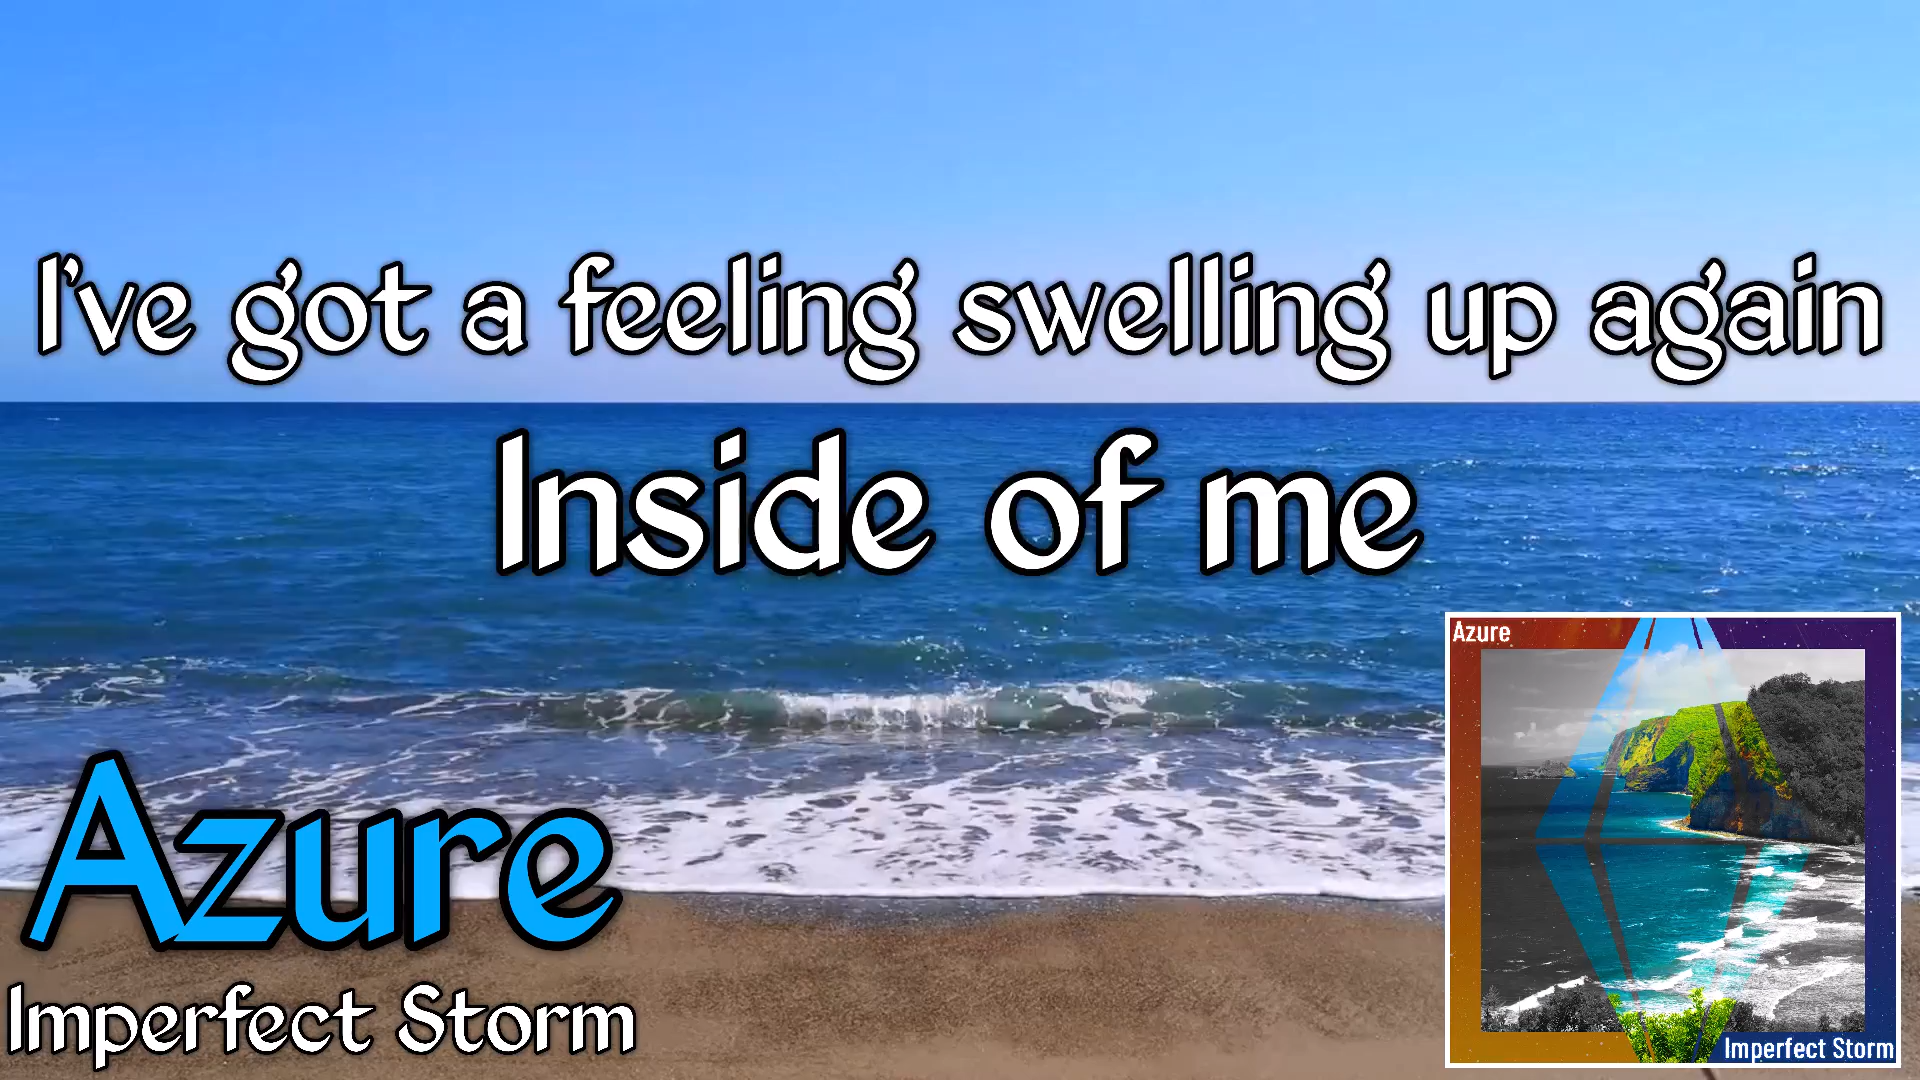 I've got a feeling swelling up again
Inside of me
Azure
Imperfect Storm
Azure
Imperfect Storm